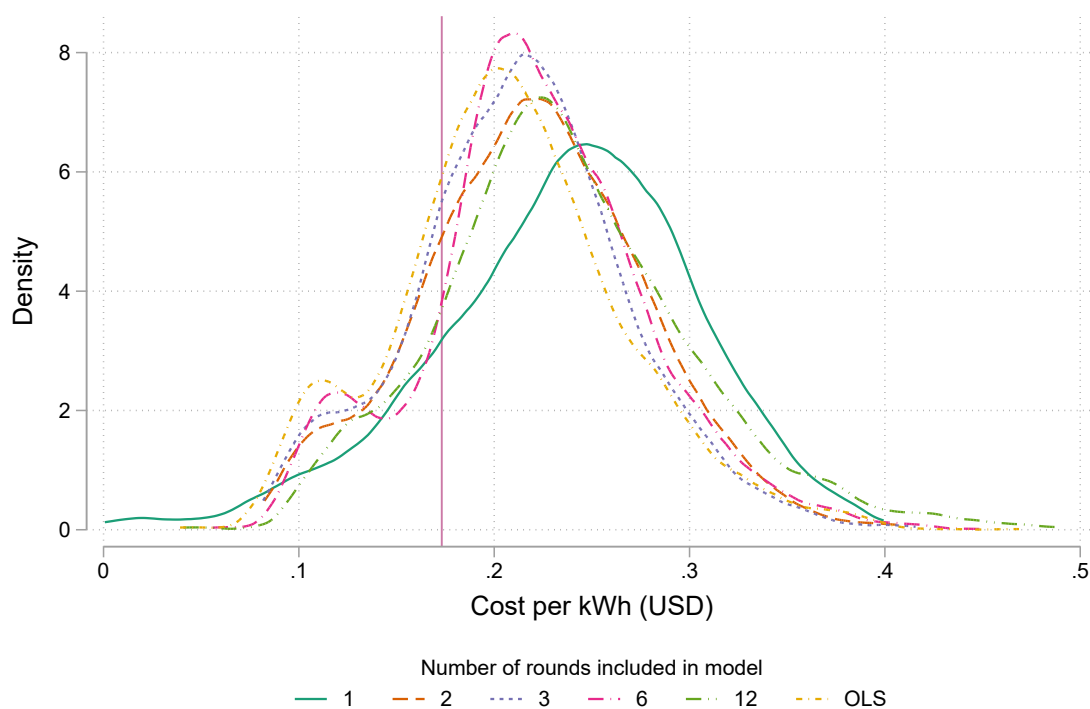 8
6
4
2
0
Density
0 .1 .2 .3 .4 .5
Cost per kWh (USD)
Number of rounds included in model
1 2 3 6 12 OLS